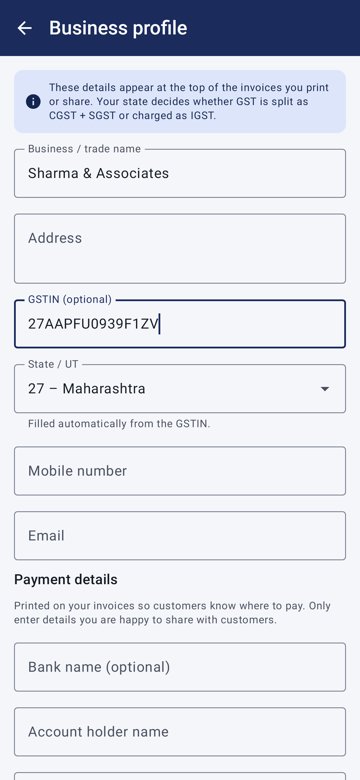 Business profile
These details appear at the top of the invoices you print
or share. Your state decides whether GST is split as
CGST + SGST or charged as IGST.
Business / trade name
Sharma & Associates
Address
GSTIN (optional)
27AAPFU0939F1ZV
State / UT
27 – Maharashtra
Filled automatically from the GSTIN.
Mobile number
Email
Payment details
Printed on your invoices so customers know where to pay. Only
enter details you are happy to share with customers.
Bank name (optional)
Account holder name